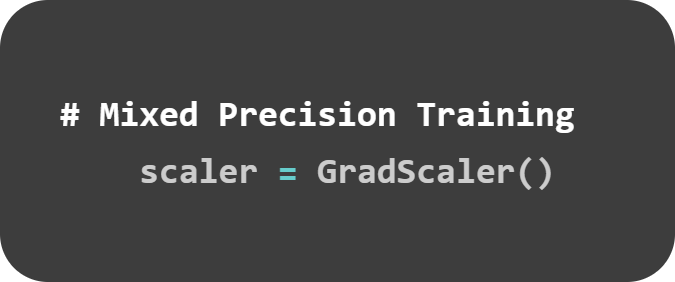 # Mixed Precision Training
scaler = GradScaler()